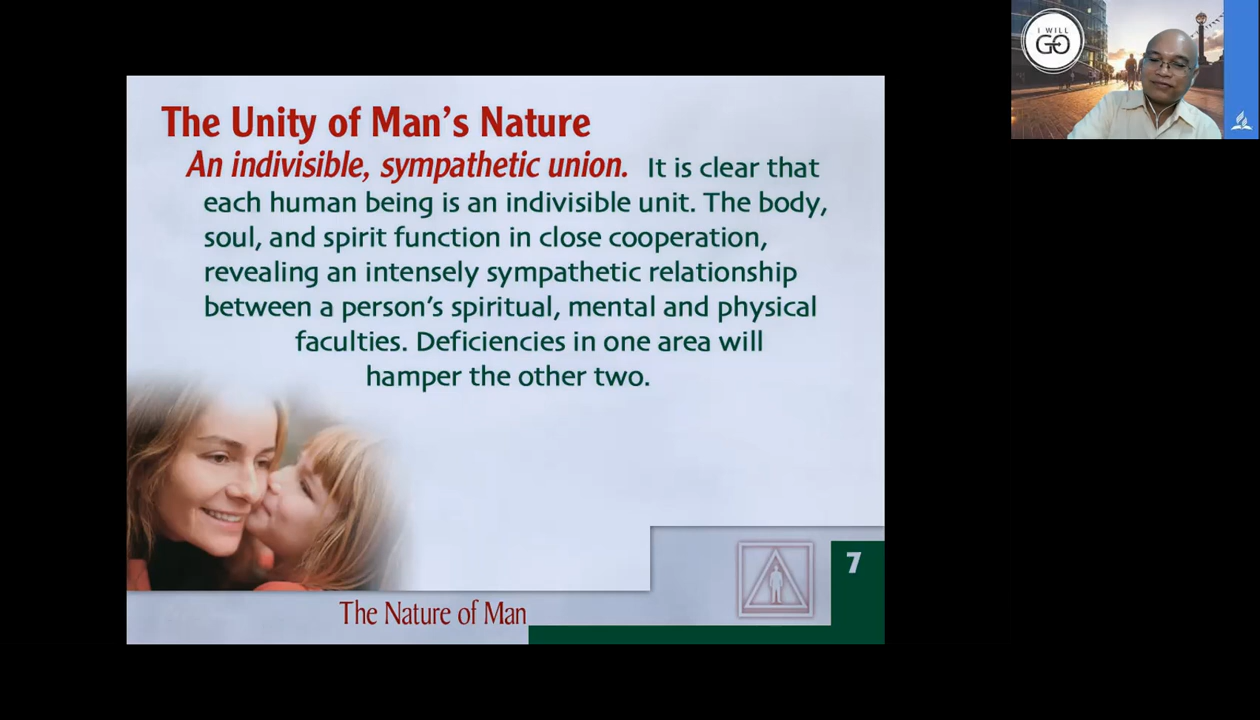 I WILL
GO
The Unity of Man's Nature
An indivisible, sympathetic union. It is clear that
each human being is an indivisible unit. The body,
soul, and spirit function in close cooperation,
revealing an intensely sympathetic relationship
between a person's spiritual, mental and physical
faculties. Deficiencies in one area will
hamper the other two.
7
The Nature of Man